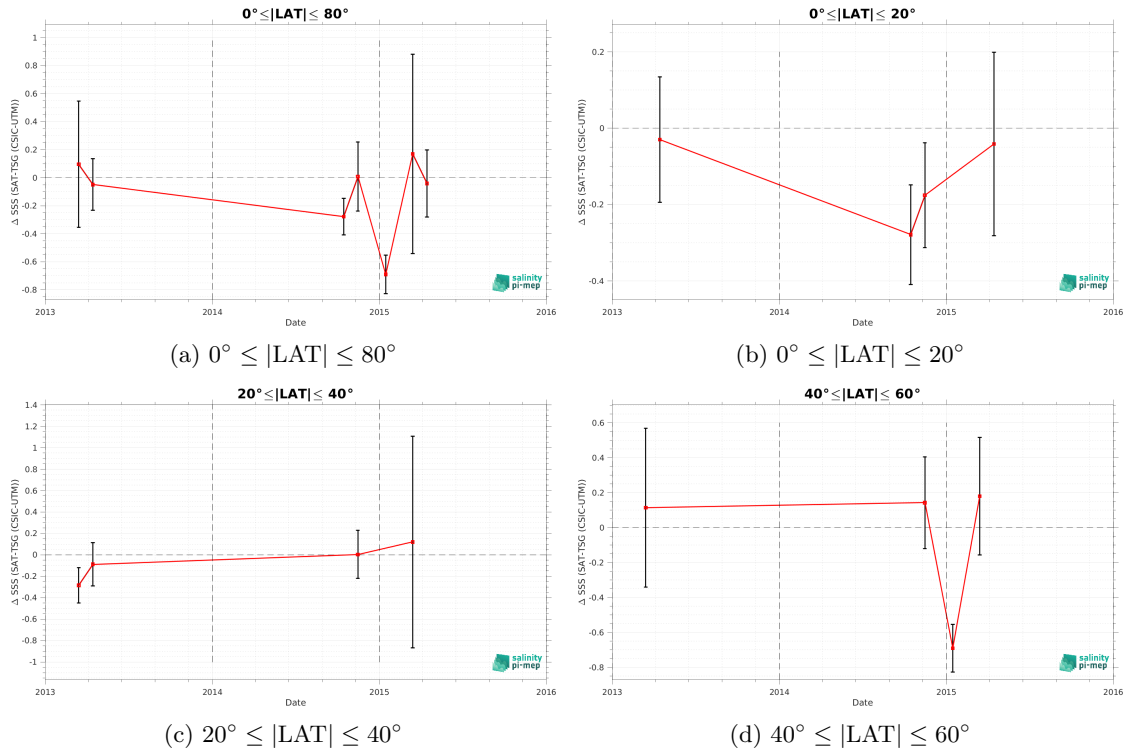 0°≤|LAT|≤ 80°
Δ SSS (SAT-TSG (CSIC-UTM))
1
0.8
0.6
0.4
0.2
0
-0.2
-0.4
-0.6
-0.8
2013 2014 2015 2016
Date
salinity
pi-mep
(a) 0° ≤ |LAT| ≤ 80°
0°≤|LAT|≤ 20°
Δ SSS (SAT-TSG (CSIC-UTM))
0.2
0
-0.2
-0.4
2013 2014 2015 2016
Date
salinity
pi-mep
(b) 0° ≤ |LAT| ≤ 20°
20°≤|LAT|≤ 40°
Δ SSS (SAT-TSG (CSIC-UTM))
1.4
1.2
1
0.8
0.6
0.4
0.2
0
-0.2
-0.4
-0.6
-0.8
-1
2013 2014 2015 2016
Date
salinity
pi-mep
(c) 20° ≤ |LAT| ≤ 40°
40°≤|LAT|≤ 60°
Δ SSS (SAT-TSG (CSIC-UTM))
0.6
0.4
0.2
0
-0.2
-0.4
-0.6
-0.8
2013 2014 2015 2016
Date
salinity
pi-mep
(d) 40° ≤ |LAT| ≤ 60°